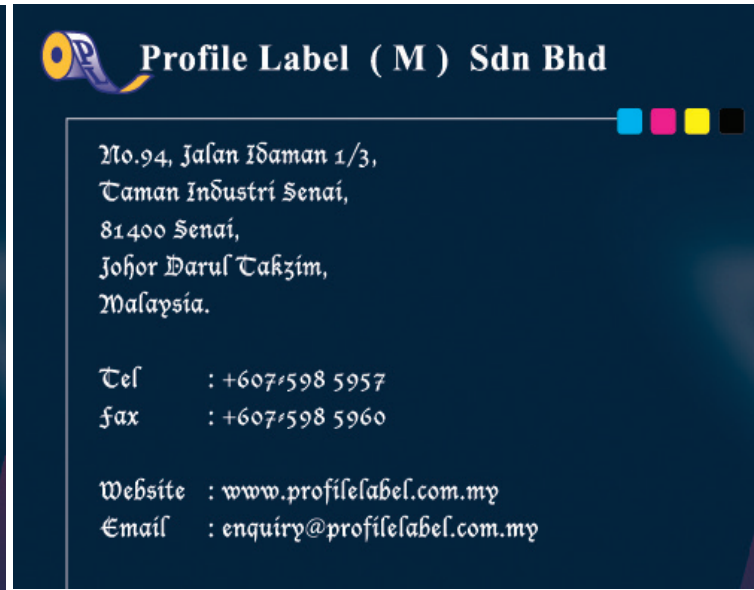 PL
Profile Label ( M ) Sdn Bhd
No.94, Jalan Idaman 1/3,
Taman Industri Senai,
81400 Senai,
Johor Darul Takzim,
Malaysia.
Tel : +607-598 5957
Fax : +607-598 5960
Website : www.profilelabel.com.my
Email : enquiry@profilelabel.com.my